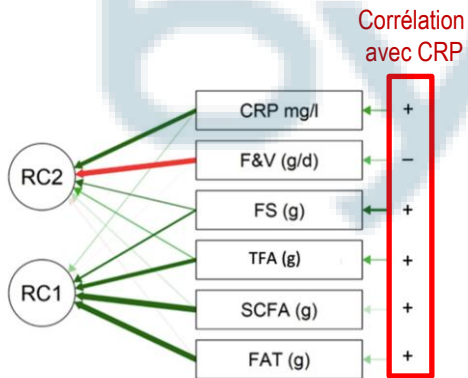 Corrélation
avec CRP
CRP mg/l
+
F&V (g/d)
–
RC2
FS (g)
+
TFA (g)
+
RC1
SCFA (g)
+
FAT (g)
+